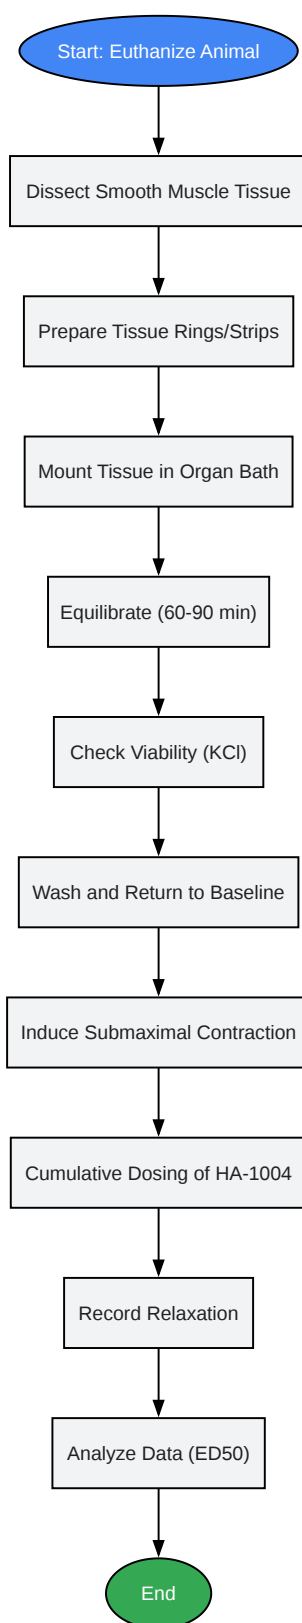 Start: Euthanize Animal
Dissect Smooth Muscle Tissue
Prepare Tissue Rings/Strips
Mount Tissue in Organ Bath
Equilibrate (60-90 min)
Check Viability (KCl)
Wash and Return to Baseline
Induce Submaximal Contraction
Cumulative Dosing of HA-1004
Record Relaxation
Analyze Data (ED50)
End